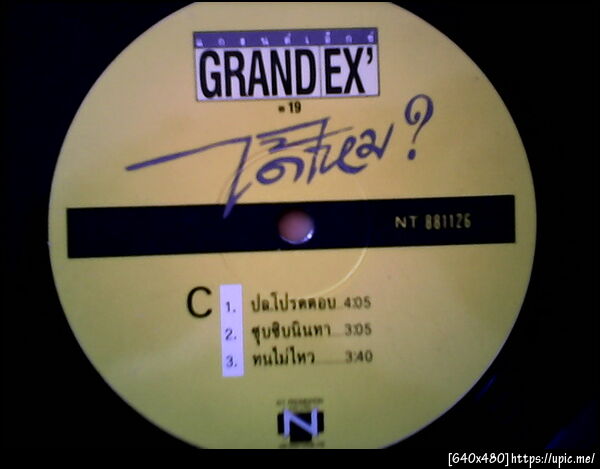 แกรนด์เอ็กซ์
GRAND EX'
19
ได้ไหม?
NT 881126
C
1. ปล.โปรดตอบ 4:05
2. ซุบซิบนินทา 3:05
3. ทนไม่ไหว 3:40
N
[640x480]https://upic.me/